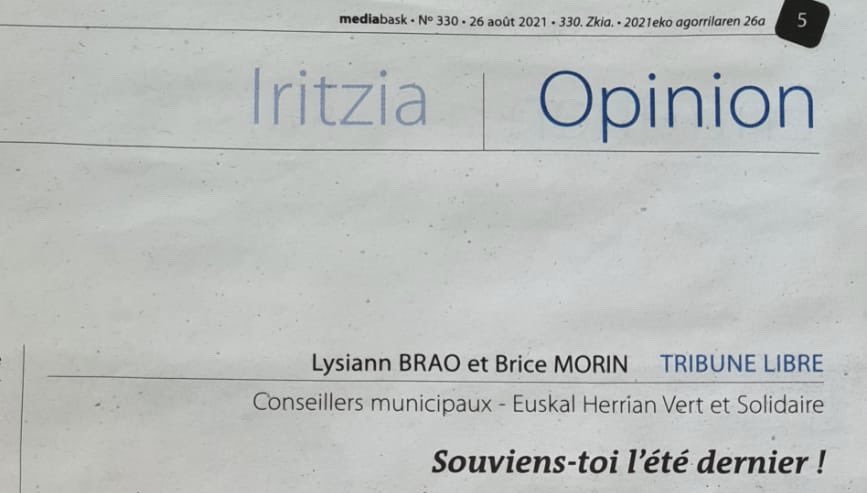 mediabask • Nº 330 • 26 août 2021 • 330. Zkia. • 2021eko agorrilaren 26a 5
Iritzia | Opinion
Lysiann BRAO et Brice MORIN TRIBUNE LIBRE
Conseillers municipaux - Euskal Herrian Vert et Solidaire
Souviens-toi l'été dernier !